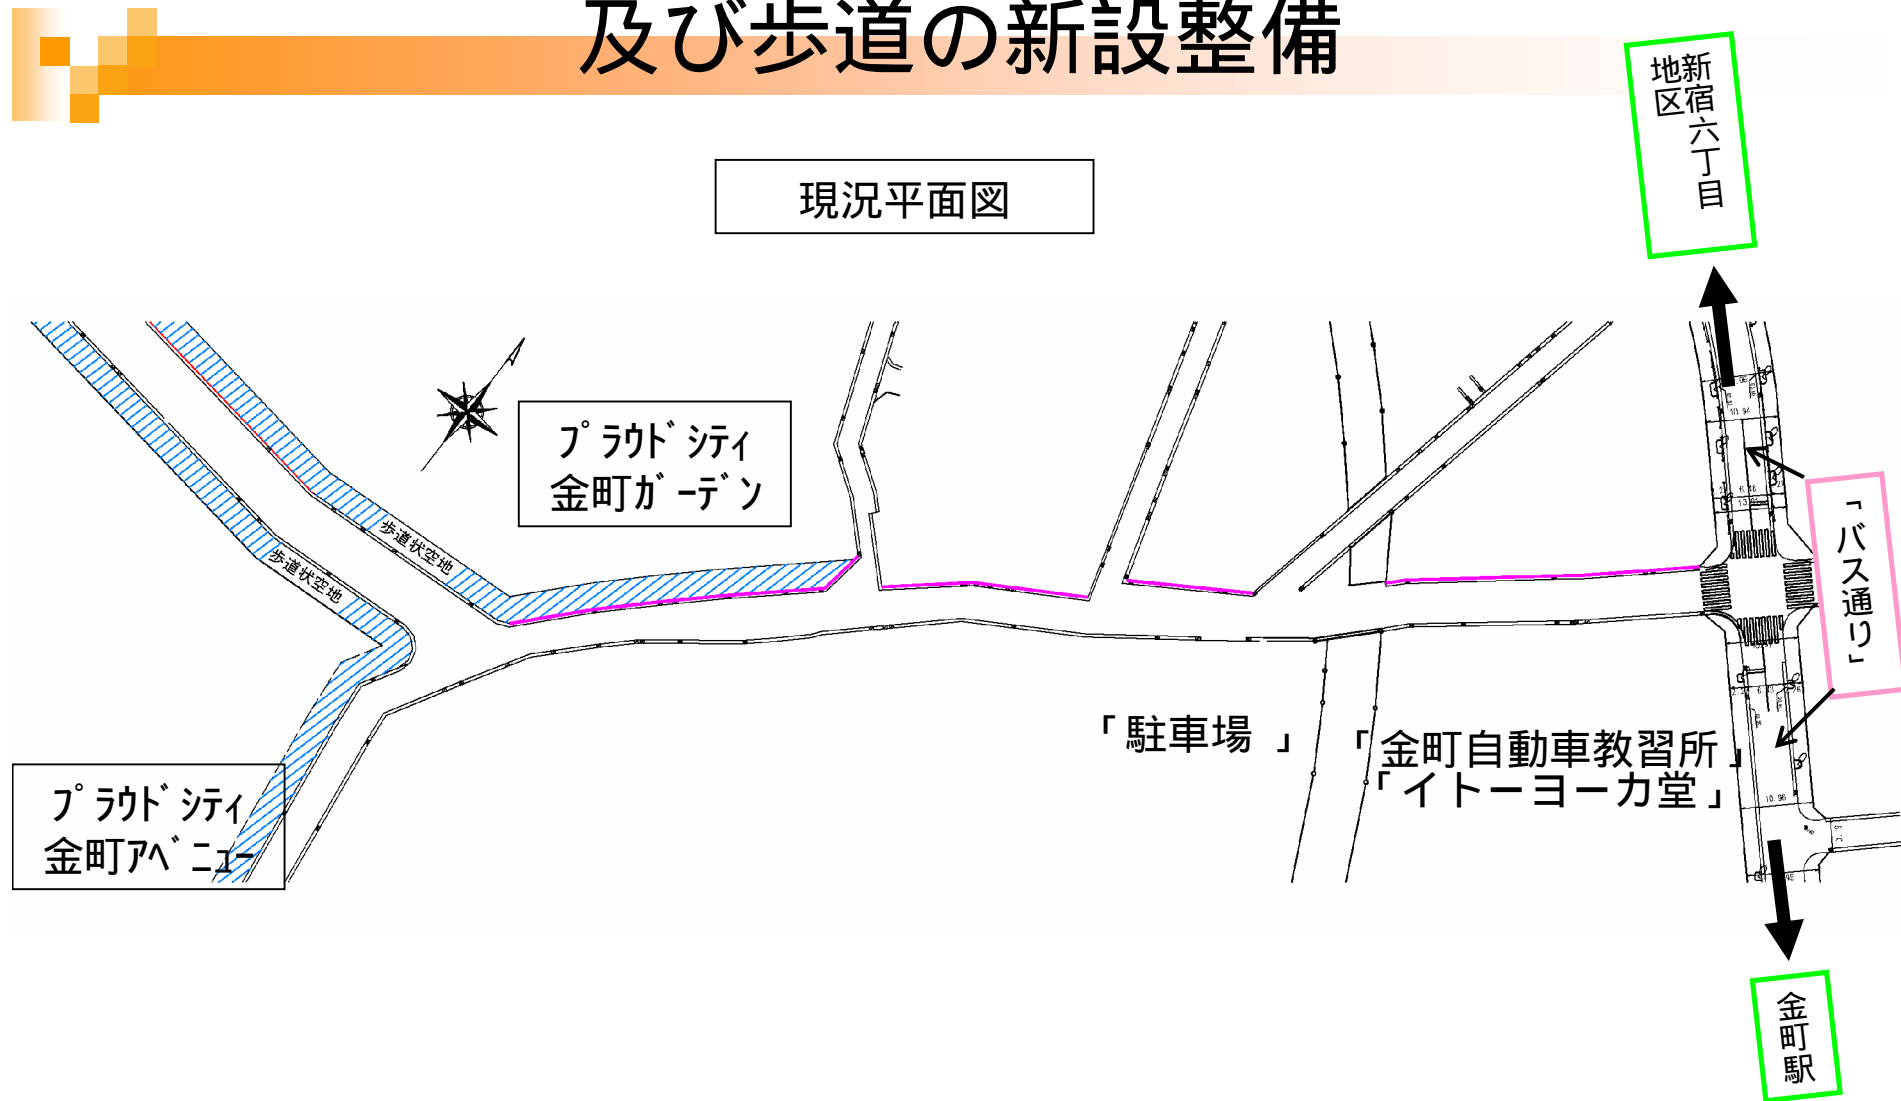 及び歩道の新設整備
新宿六丁目
地区
現況平面図
ﾌﾟﾗｳﾄﾞｼﾃｨ
金町ｶﾞｰﾃﾞﾝ
歩道状空地
歩道状空地
「バス通り」
「駐車場 」
「金町自動車教習所」
「イトーヨーカ堂」
ﾌﾟﾗｳﾄﾞｼﾃｨ
金町ｱﾍﾞﾆｭｰ
10.94
10.96
金町駅